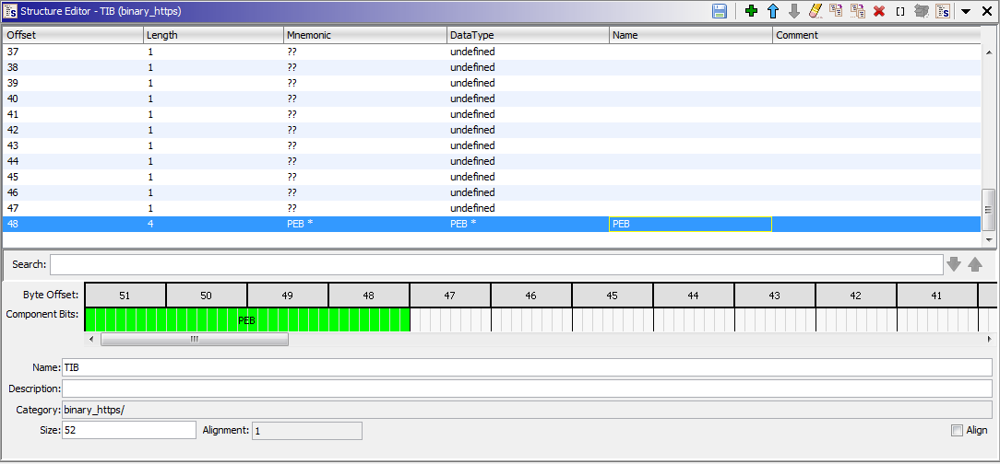 Structure Editor - TIB (binary_https)
Offset Length Mnemonic DataType Name Comment
37 1 ?? undefined
38 1 ?? undefined
39 1 ?? undefined
40 1 ?? undefined
41 1 ?? undefined
42 1 ?? undefined
43 1 ?? undefined
44 1 ?? undefined
45 1 ?? undefined
46 1 ?? undefined
47 1 ?? undefined
48 4 PEB * PEB * PEB
Search:
Byte Offset: 51 50 49 48 47 46 45 44 43 42 41
Component Bits: PEB
Name: TIB
Description:
Category: binary_https/
Size: 52 Alignment: 1 Align